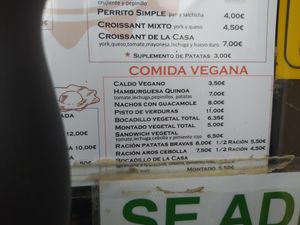 crujiente y pepinillo
Perrito Simple pan y salchicha 4,00€
Croissant mixto york y queso 4,50€
Croissant de la Casa
york,queso,tomate,mayonesa,lechuga y huevo duro 7,00€
* Suplemento de Patatas 3,00€
COMIDA VEGANA
Caldo Vegano 3,50€
Hamburguesa Quinoa 7,00€
tomate,lechuga,pepinillos, patatas
Nachos con Guacamole 8,00€
Pisto de Verduras 11,00€
Bocadillo Vegetal Total 6,35€
Montado Vegetal Total 5,00€
Sandwich Vegetal 6,50€
tomate,lechuga,cebolla y pimiento rojo
Ración Patatas Bravas 8,00€ 1/2 Ración 5,50€
Ración Aros Cebolla 7,50€ 1/2 Ración 4,50€
Bocadillo de la Casa
Montado 5,50€
ADA
00€
10,00€
SE AD